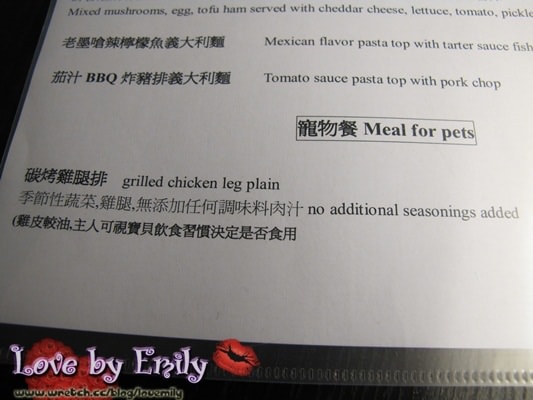 Mixed mushrooms, egg, tofu ham served with cheddar cheese, lettuce, tomato, pickle
老墨嗆辣檸檬魚義大利麵 Mexican flavor pasta top with tarter sauce fish
茄汁 BBQ 炸豬排義大利麵 Tomato sauce pasta top with pork chop
寵物餐 Meal for pets
碳烤雞腿排 grilled chicken leg plain
季節性蔬菜,雞腿,無添加任何調味料肉汁 no additional seasonings added
(雞皮較油,主人可視寶貝飲食習慣決定是否食用
Love by Emily
www.wretch.cc/blog/luvemily